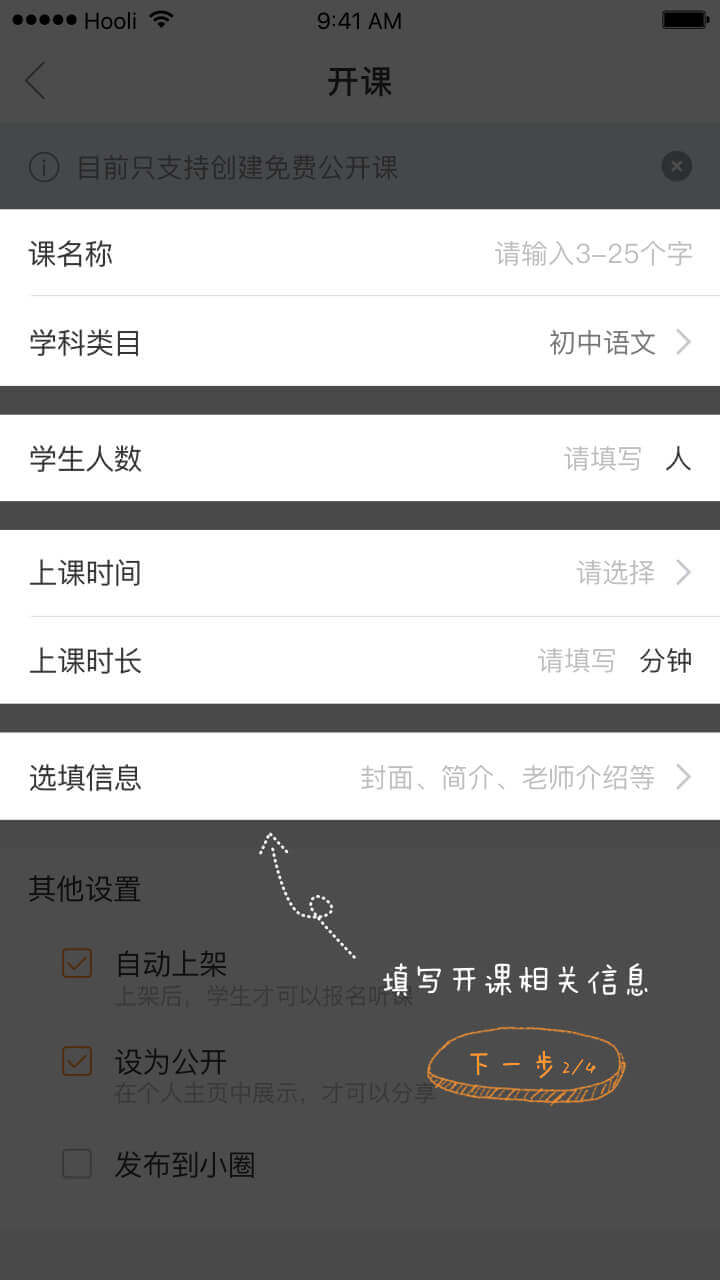 Hooli 9:41 AM
开课
目前只支持创建免费公开课
课名称 请输入3-25个字
学科类目 初中语文
学生人数 请填写 人
上课时间 请选择
上课时长 请填写 分钟
选填信息 封面、简介、老师介绍等
其他设置
自动上架
上架后，学生才可以报名听课
填写开课相关信息
设为公开
在个人主页中展示，才可以分享
下一步2/4
发布到小圈